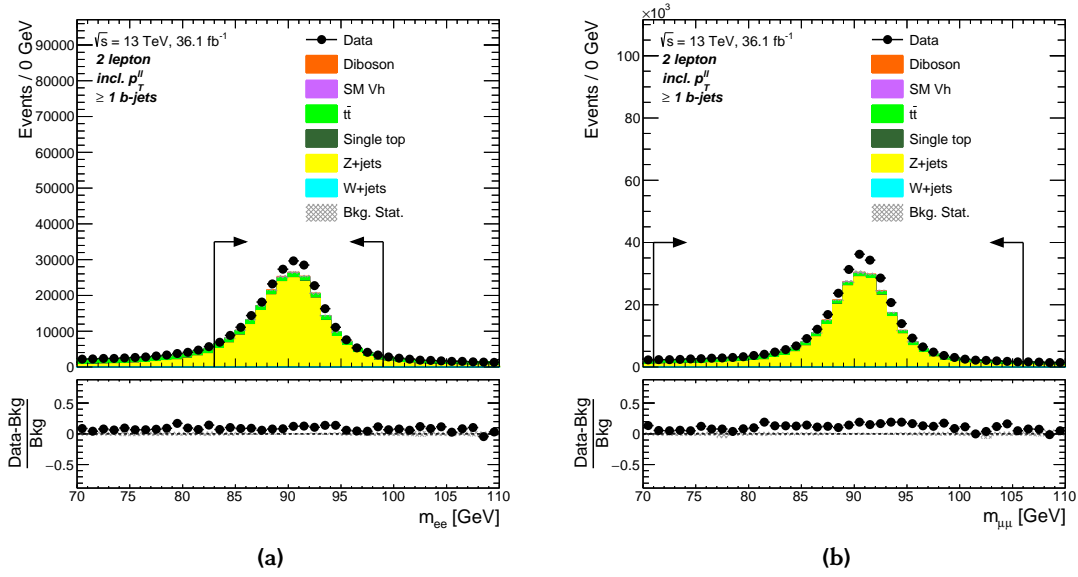 Events / 0 GeV
90000
80000
70000
60000
50000
40000
30000
20000
10000
0
√s = 13 TeV, 36.1 fb⁻¹
2 lepton
incl. p_T^ll
≥ 1 b-jets
Data
Diboson
SM Vh
tt̄
Single top
Z+jets
W+jets
Bkg. Stat.
Data-Bkg
Bkg
0.5
0
−0.5
70 75 80 85 90 95 100 105 110
m_ee [GeV]
(a)
×10³
Events / 0 GeV
100
80
60
40
20
0
√s = 13 TeV, 36.1 fb⁻¹
2 lepton
incl. p_T^ll
≥ 1 b-jets
Data
Diboson
SM Vh
tt̄
Single top
Z+jets
W+jets
Bkg. Stat.
Data-Bkg
Bkg
0.5
0
−0.5
70 75 80 85 90 95 100 105 110
m_μμ [GeV]
(b)